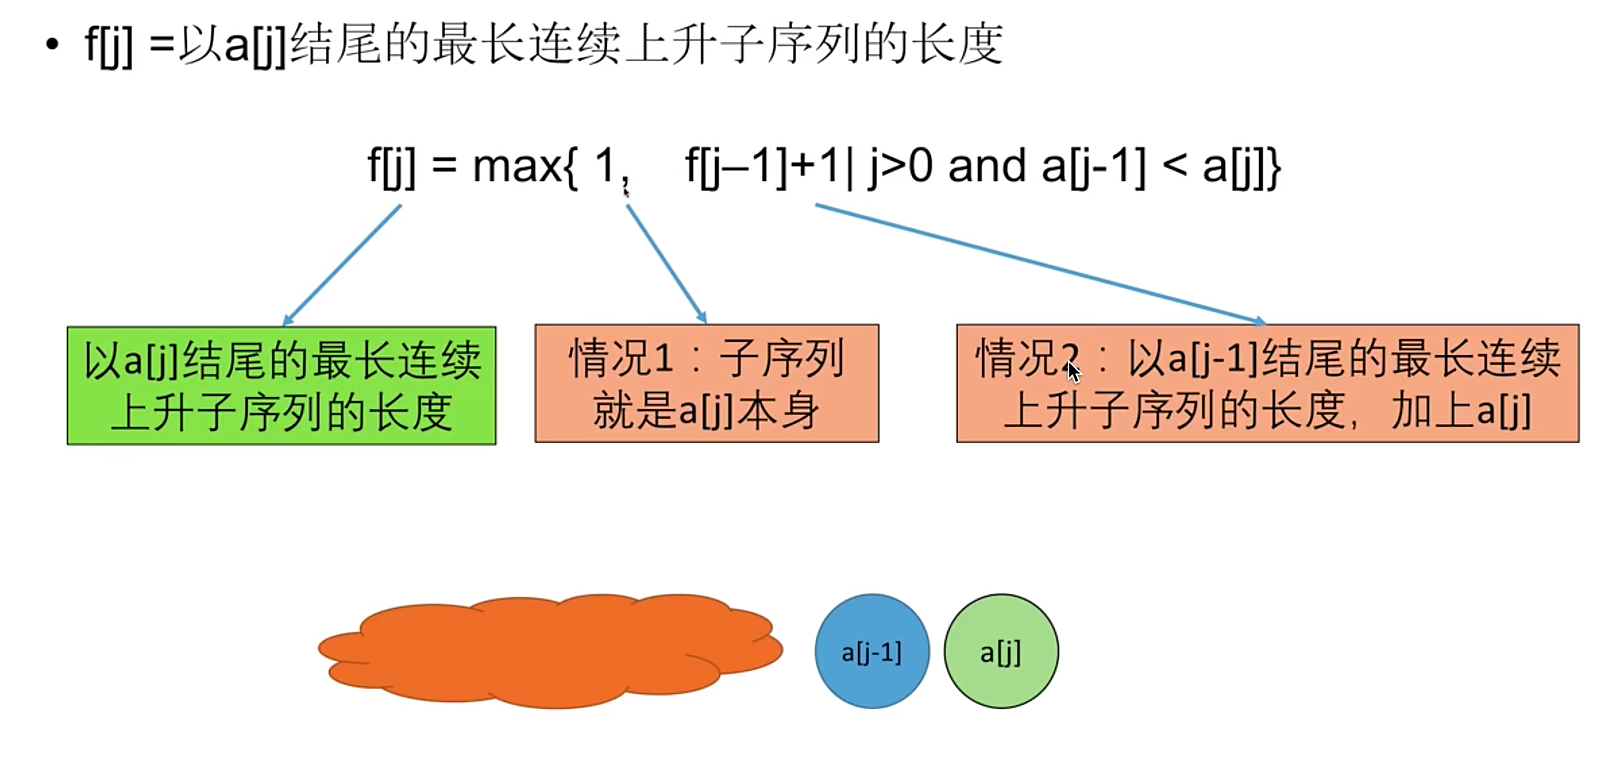 • f[j] =以a[j]结尾的最长连续上升子序列的长度
f[j] = max{ 1, f[j–1]+1| j>0 and a[j-1] < a[j]}
以a[j]结尾的最长连续
上升子序列的长度
情况1：子序列
就是a[j]本身
情况2：以a[j-1]结尾的最长连续
上升子序列的长度，加上a[j]
a[j-1]
a[j]